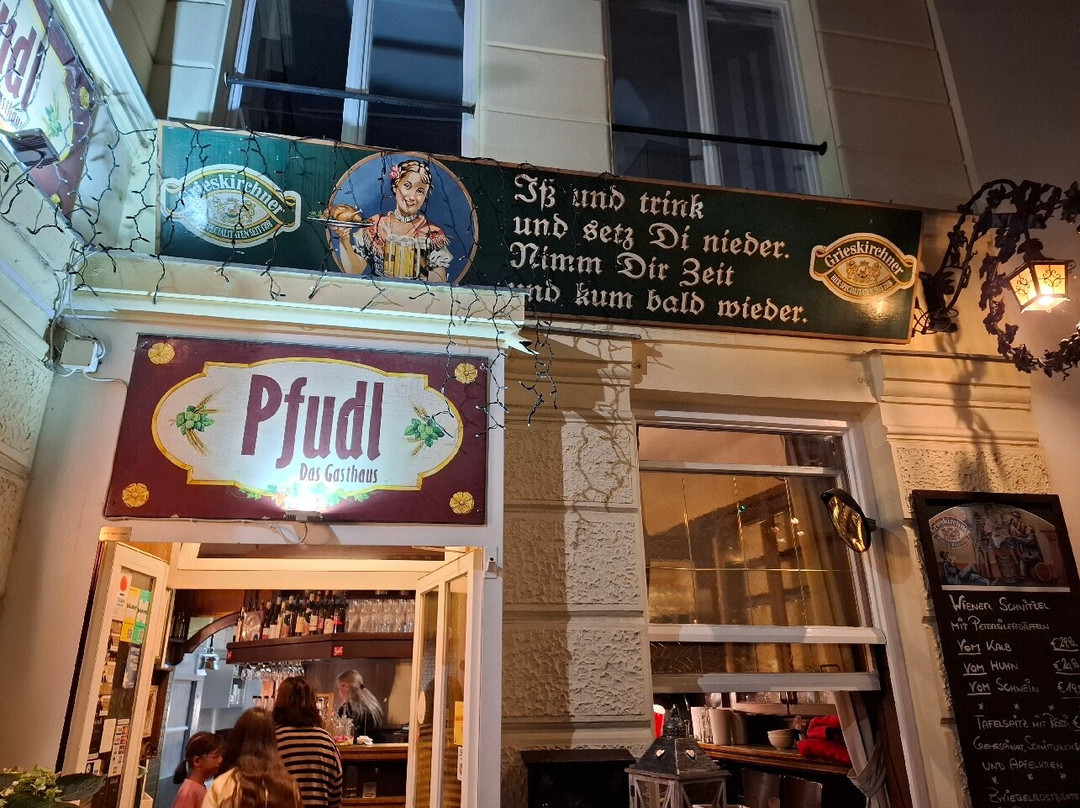 Grieskirchner
Iß und trink
und setz Di nieder.
Nimm Dir Zeit
und kum bald wieder.
Grieskirchner
Pfudl
Das Gasthaus
Grieskirchner
WIENER SCHNITZEL
MIT PETERSILERDÄPFELN
VOM KALB
VOM HUHN
VOM SCHWEIN
TAFELSPITZ MIT RÖSTI €
UND APFELKREN